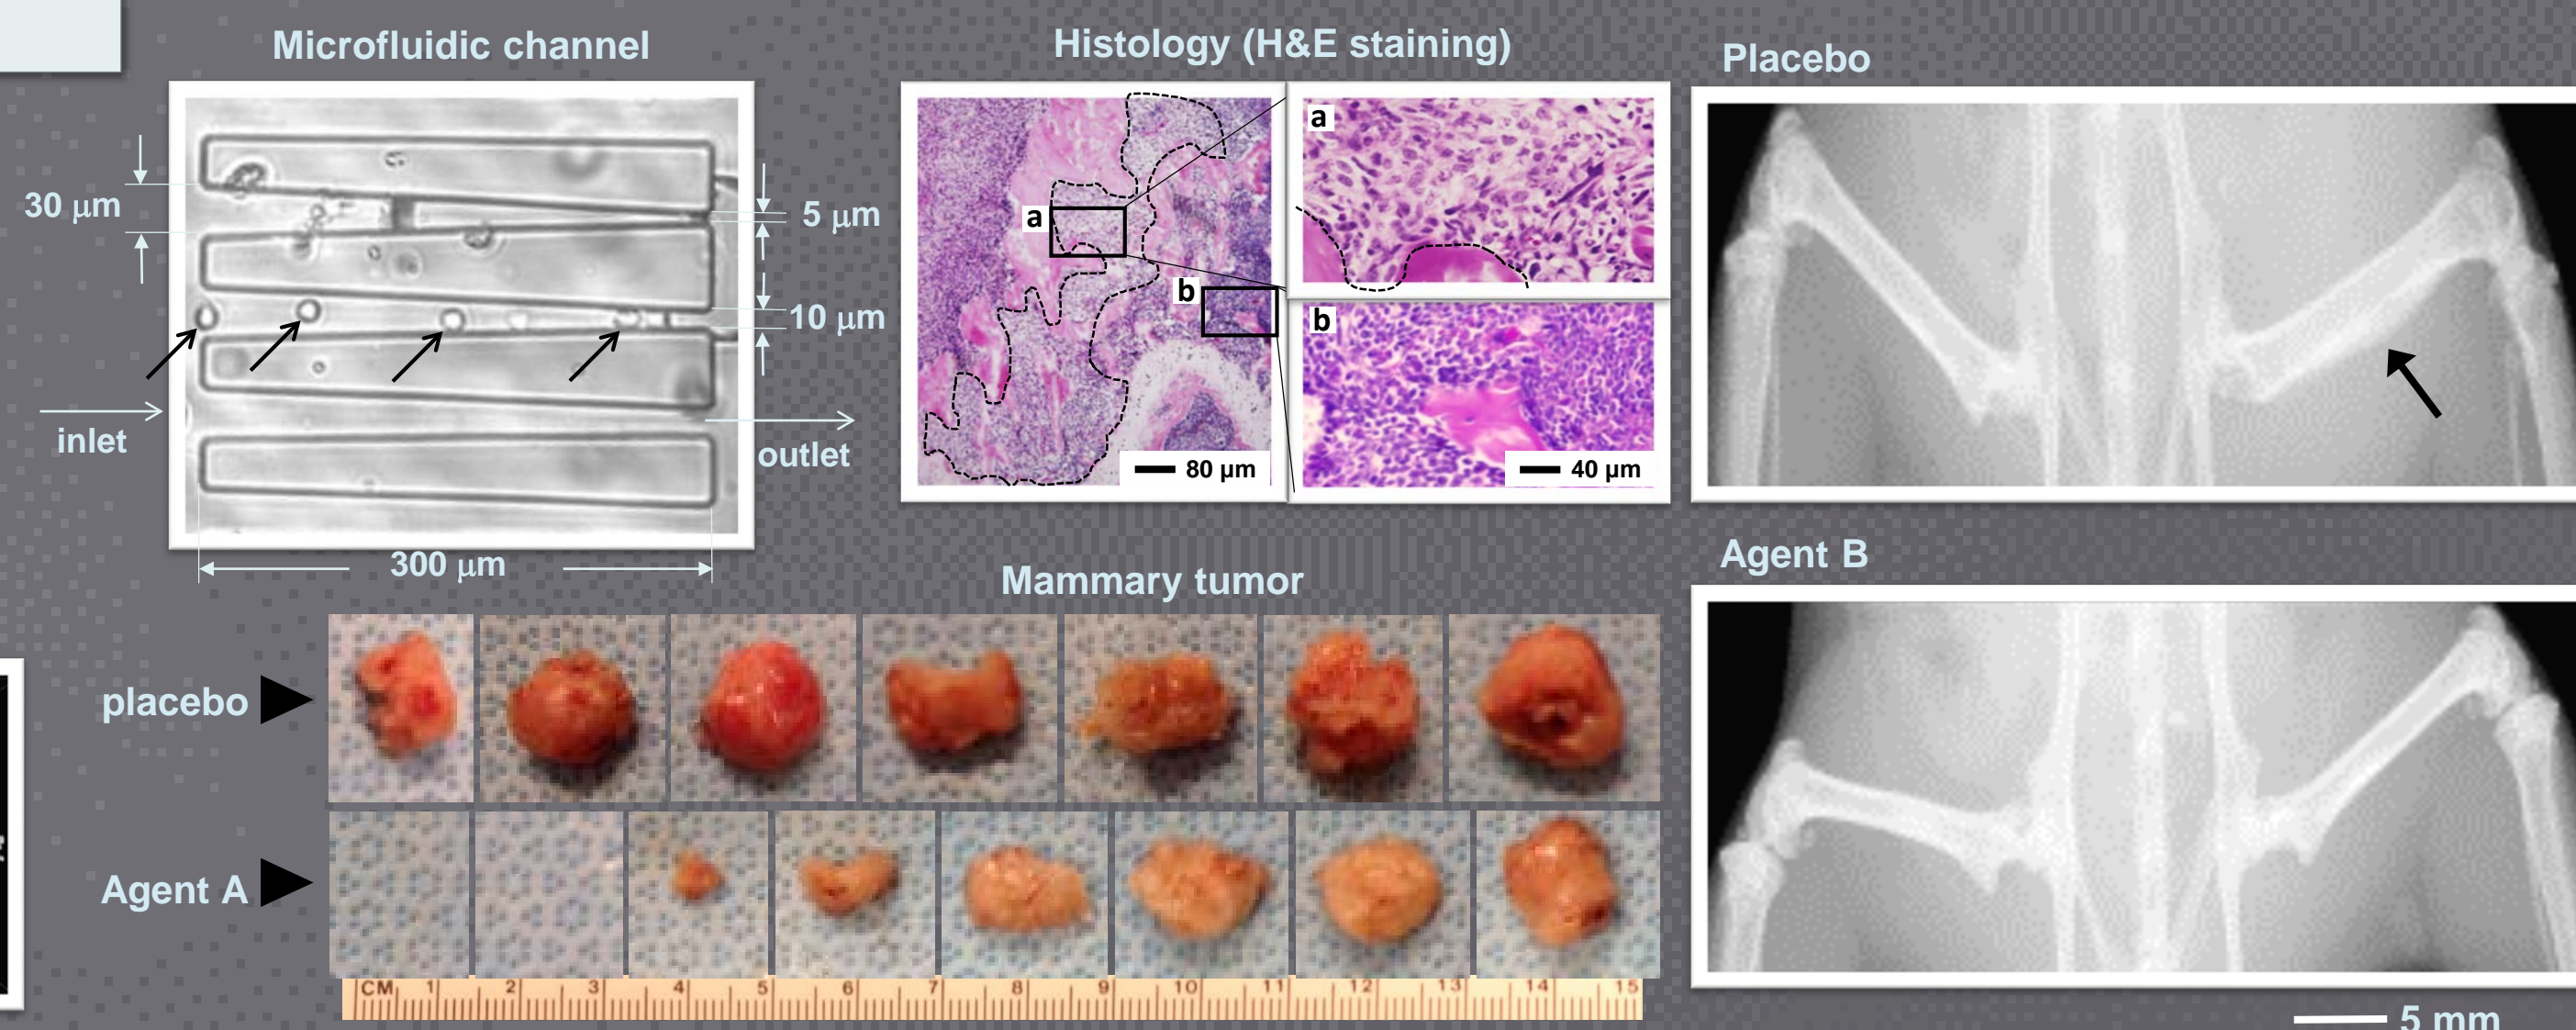 Microfluidic channel
30 μm
5 μm
10 μm
inlet
outlet
300 μm
Histology (H&E staining)
a
b
80 μm
a
b
40 μm
Placebo
Agent B
5 mm
Mammary tumor
placebo
Agent A
CM 1 2 3 4 5 6 7 8 9 10 11 12 13 14 15